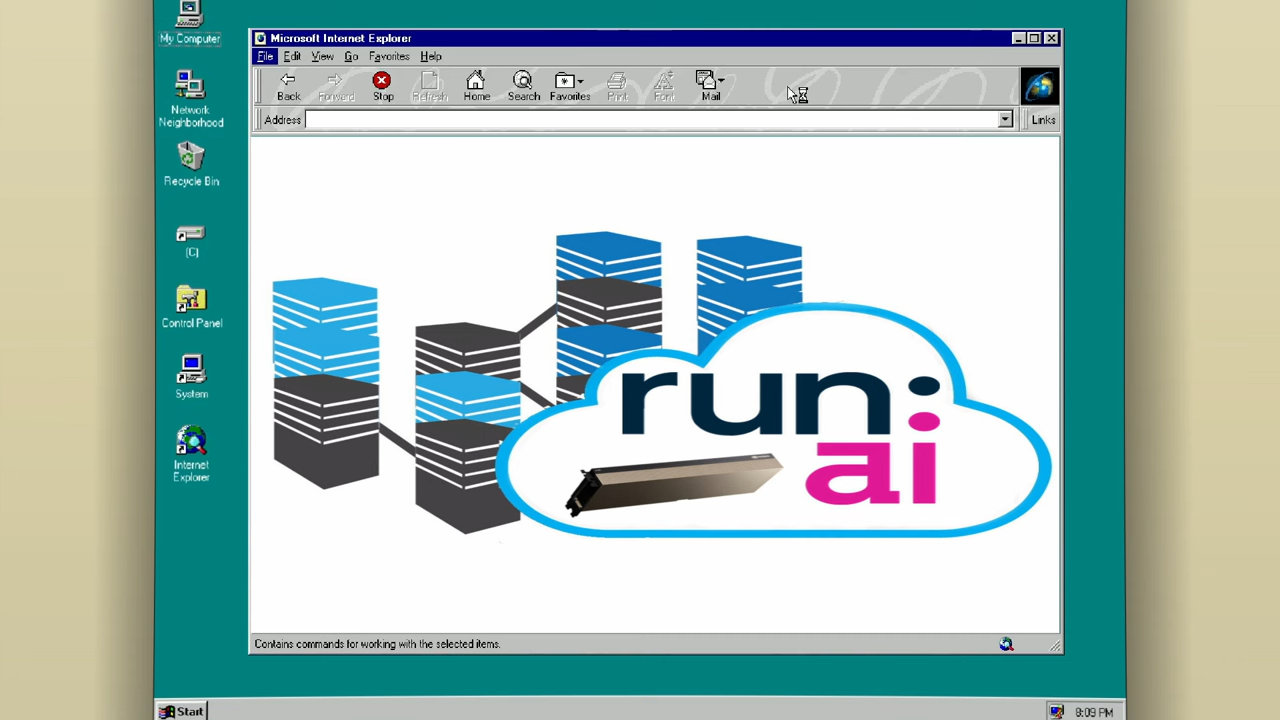 My Computer
Network
Neighborhood
Recycle Bin
(C)
Control Panel
System
Internet
Explorer
Microsoft Internet Explorer
File Edit View Go Favorites Help
Back Forward Stop Refresh Home Search Favorites Print Font Mail
Address Links
run:
ai
Contains commands for working with the selected items.
Start 8:09 PM